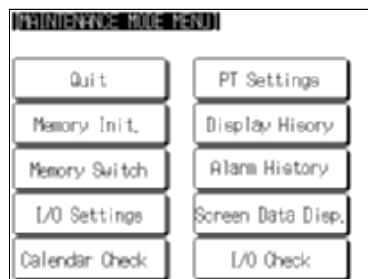 [MAINTENANCE MODE MENU]
Quit
PT Settings
Memory Init.
Display Hisory
Memory Switch
Alarm History
I/O Settings
Screen Data Disp.
Calendar Check
I/O Check